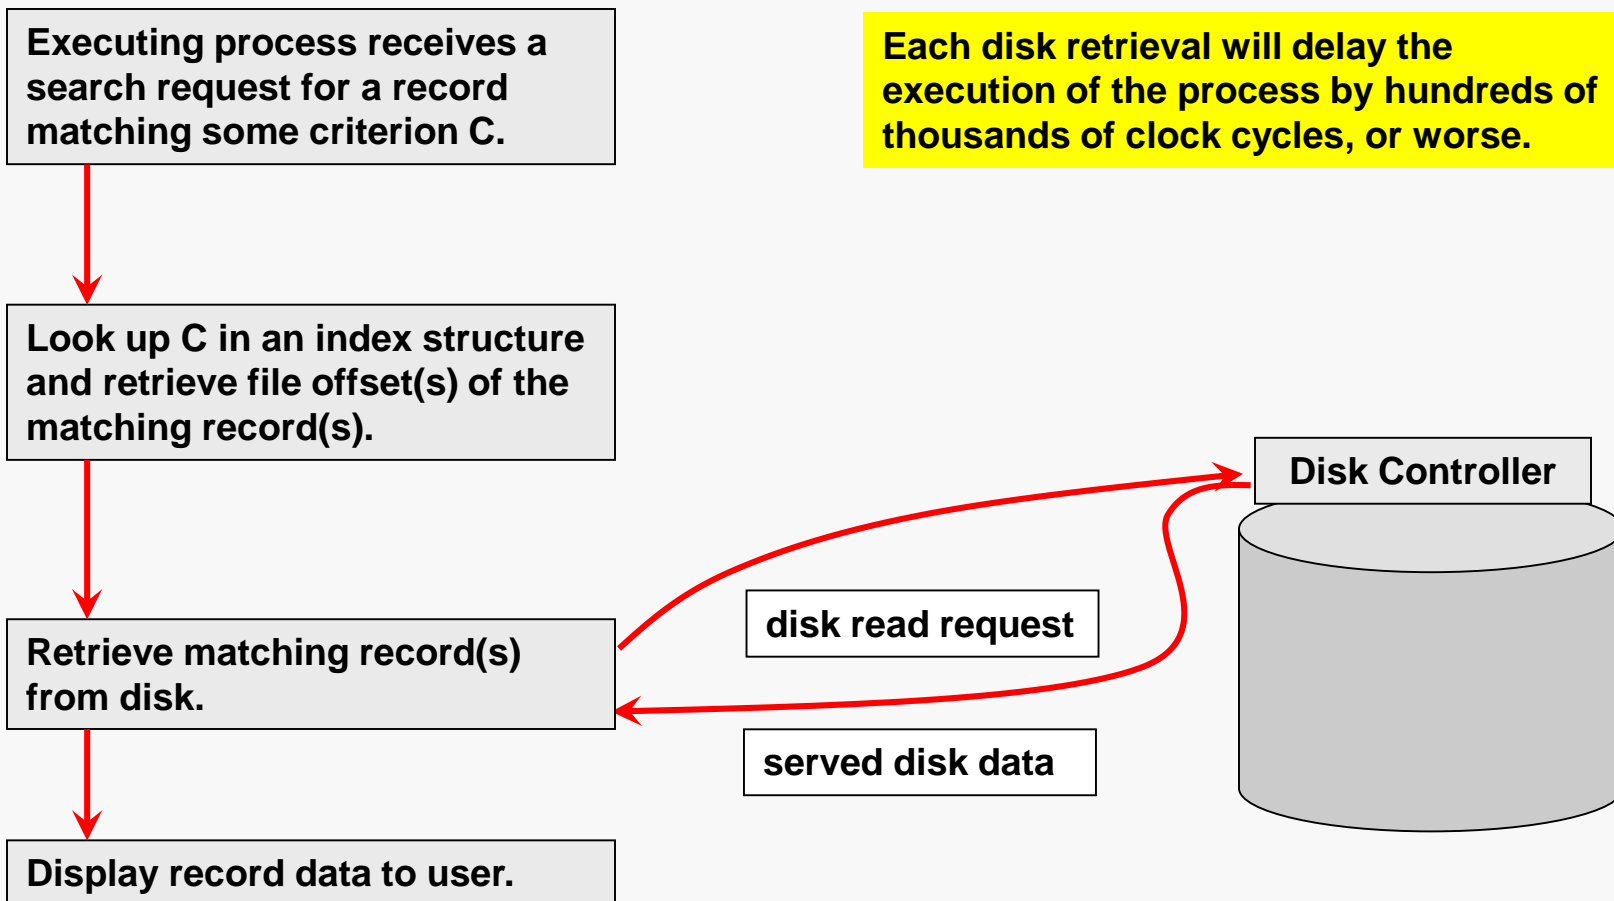 Executing process receives a
search request for a record
matching some criterion C.
Each disk retrieval will delay the
execution of the process by hundreds of
thousands of clock cycles, or worse.
Look up C in an index structure
and retrieve file offset(s) of the
matching record(s).
Disk Controller
disk read request
Retrieve matching record(s)
from disk.
served disk data
Display record data to user.